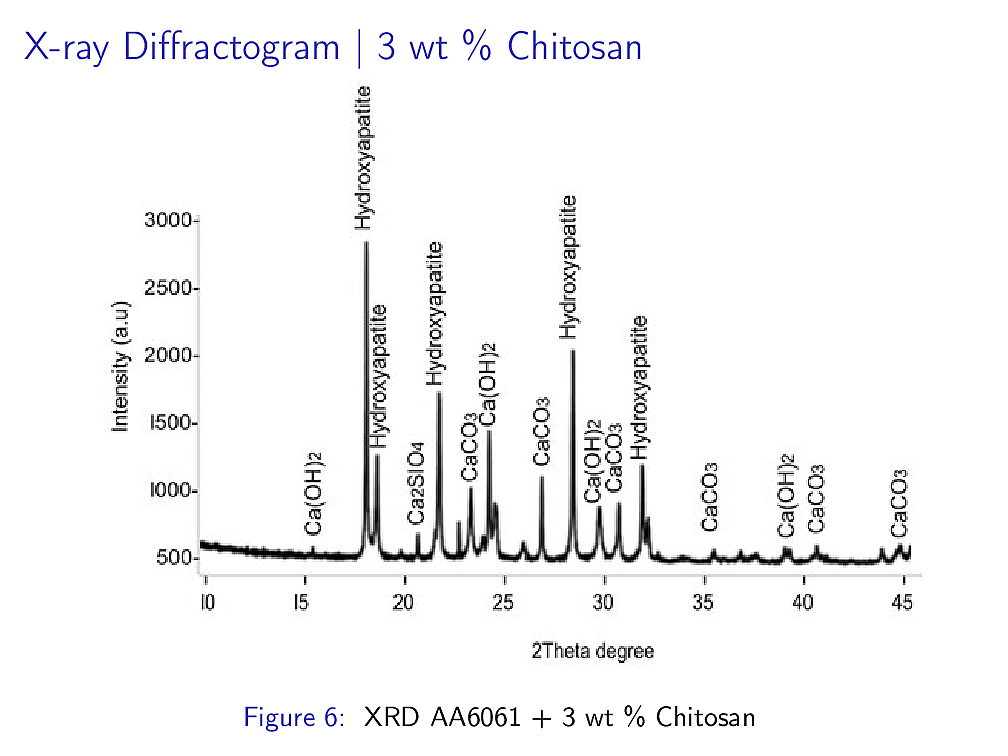 X-ray Diffractogram | 3 wt % Chitosan
Hydroxyapatite
Hydroxyapatite
Hydroxyapatite
Hydroxyapatite
Hydroxyapatite
Ca(OH)2
Ca2SIO4
CaCO3
Ca(OH)2
CaCO3
Ca(OH)2
CaCO3
CaCO3
Ca(OH)2
CaCO3
CaCO3
Intensity (a.u)
3000
2500
2000
1500
1000
500
10 15 20 25 30 35 40 45
2Theta degree
Figure 6: XRD AA6061 + 3 wt % Chitosan